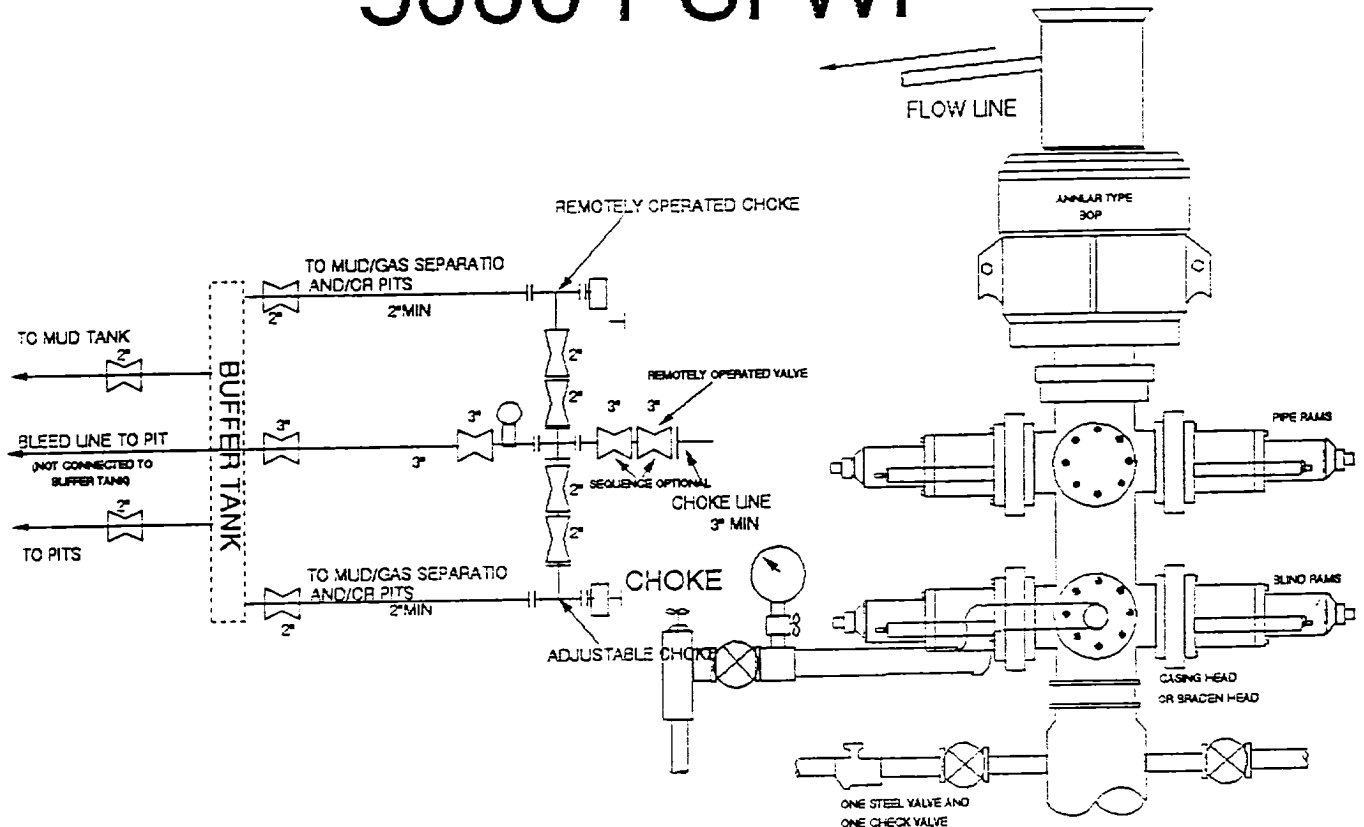 FLOW LINE
ANNLAR TYPE
BOP
REMOTELY OPERATED CHOKE
TO MUD/GAS SEPARATIO
AND/OR PITS
2" MIN
2"
TO MUD TANK
2"
2"
2"
REMOTELY OPERATED VALVE
BUFFER TANK
3"
3"
3"
3"
3"
BLEED LINE TO PIT
(NOT CONNECTED TO
BUFFER TANK)
SEQUENCE OPTIONAL
CHOKE LINE
3" MIN
2"
2"
2"
TO PITS
PIPE RAMS
TO MUD/GAS SEPARATIO
AND/OR PITS
2" MIN
2"
CHOKE
ADJUSTABLE CHOKE
BLIND RAMS
CASING HEAD
OR BRADEN HEAD
ONE STEEL VALVE AND
ONE CHECK VALVE